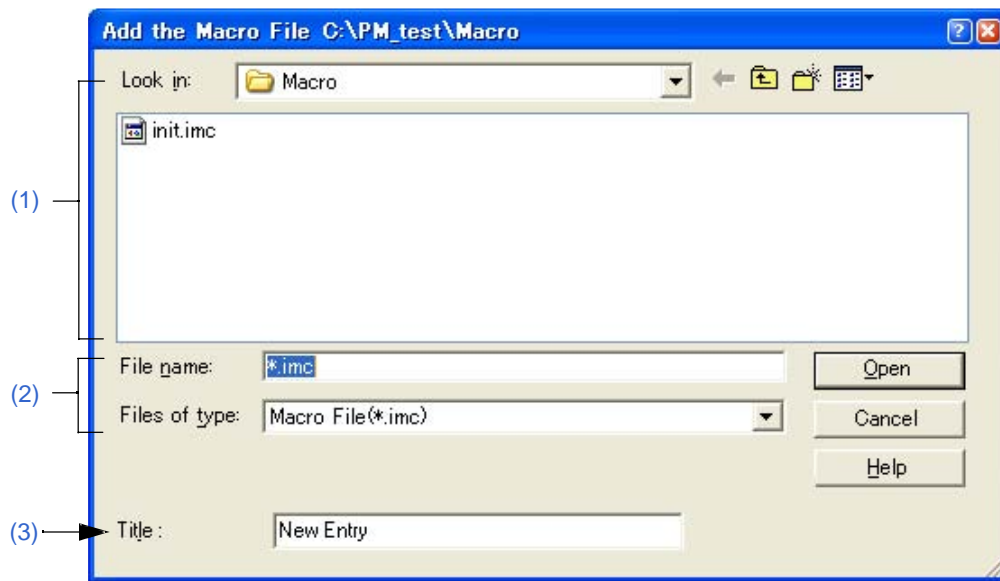 Add the Macro File C:\PM_test\Macro
Look in: Macro
init.imc
(1)
File name: *.imc Open
(2)
Files of type: Macro File(*.imc) Cancel
Help
(3) Title : New Entry